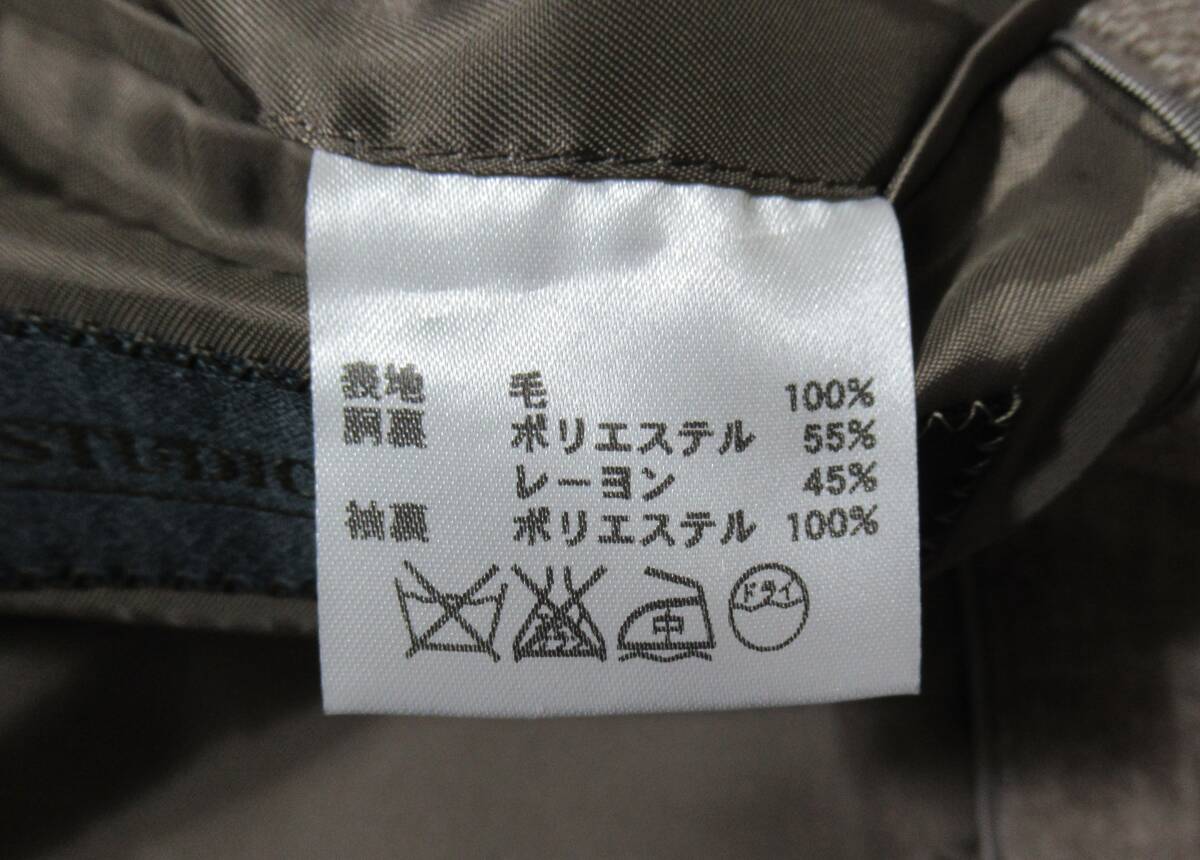 表地 毛 100%
胴裏 ポリエステル 55%
レーヨン 45%
袖裏 ポリエステル 100%
中 ドライ